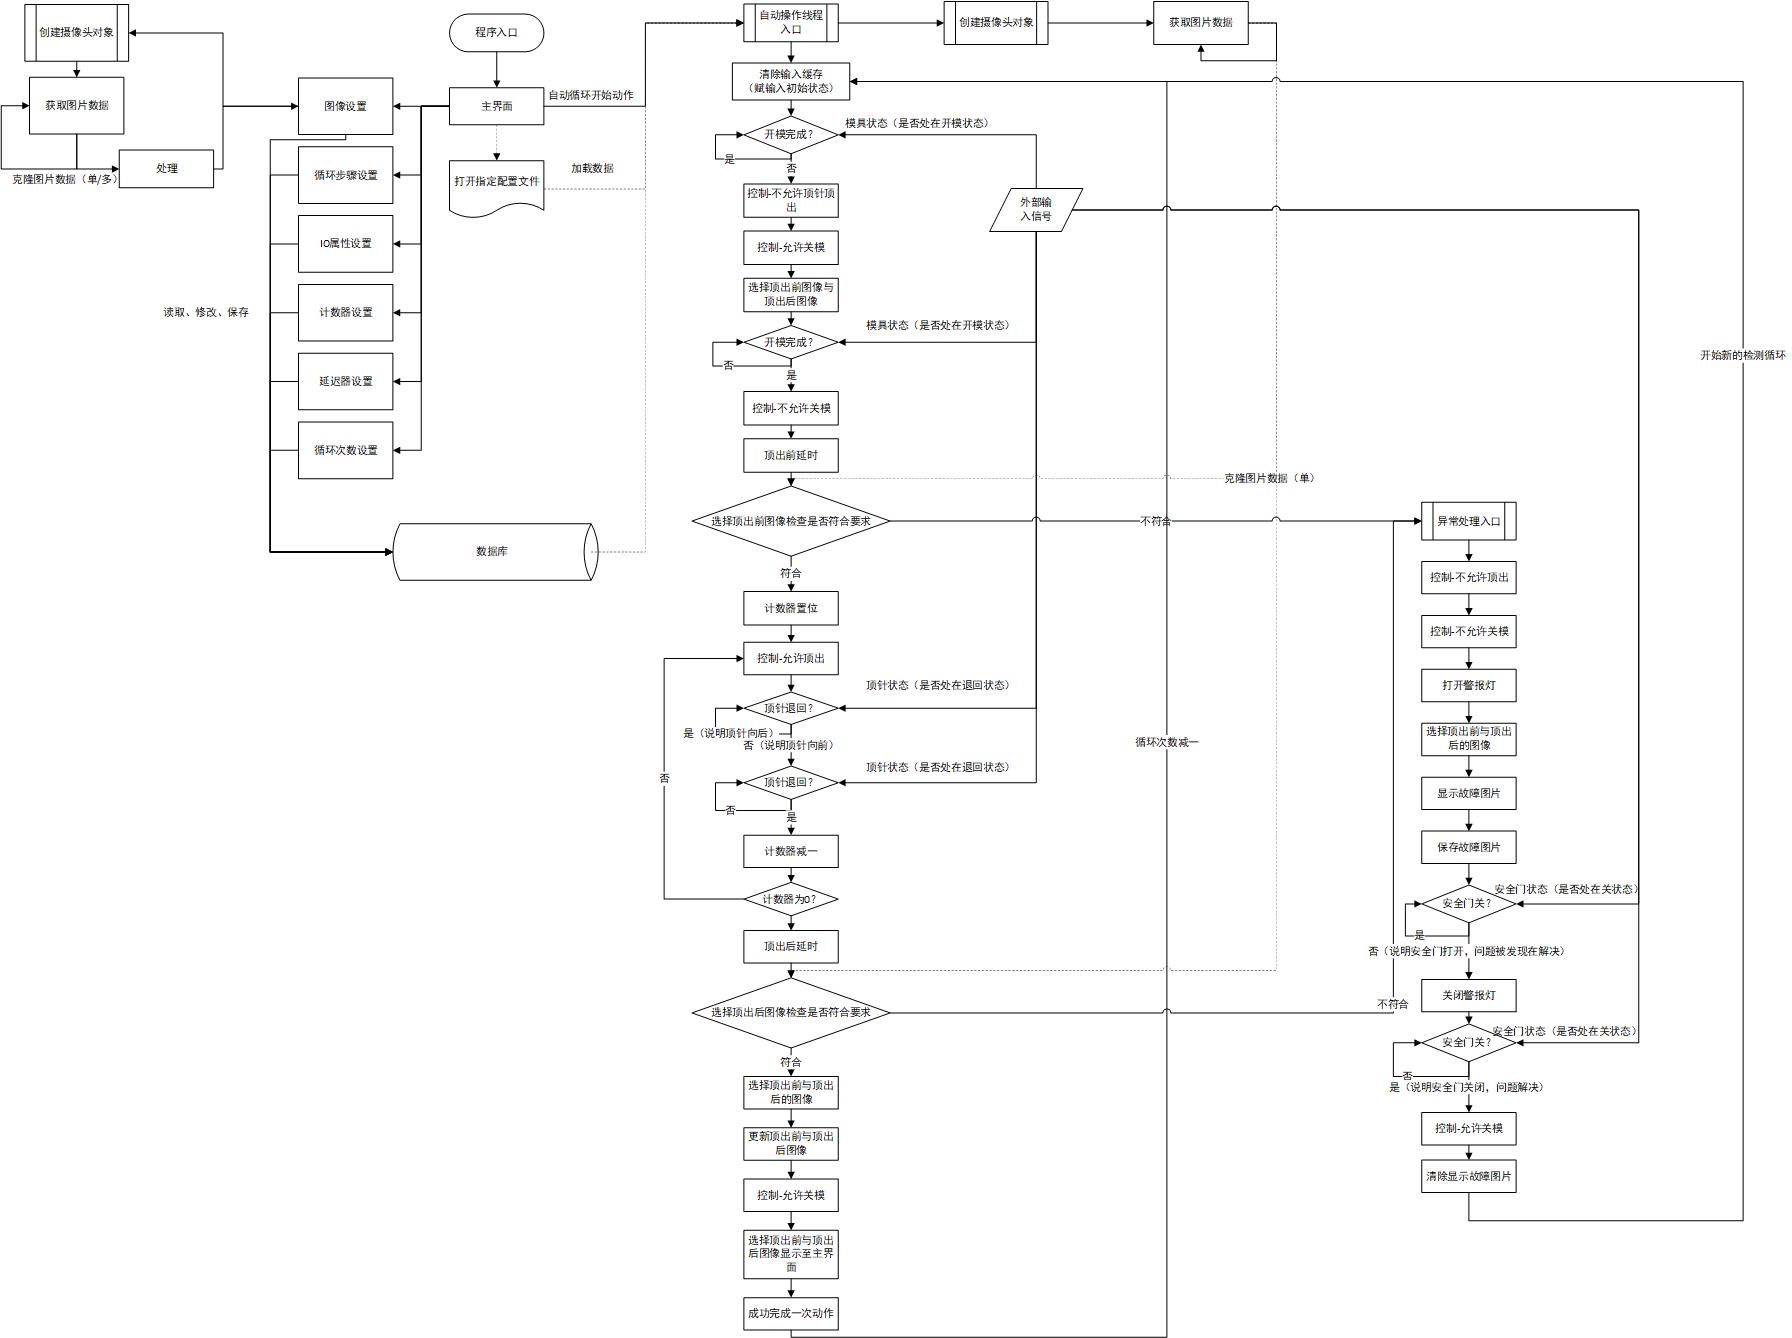 创建摄像头对象
获取图片数据
处理
克隆图片数据（单/多）
程序入口
主界面
自动循环开始动作
打开指定配置文件
加载数据
图像设置
循环步骤设置
IO属性设置
计数器设置
延迟器设置
循环次数设置
读取、修改、保存
数据库
自动操作线程
入口
创建摄像头对象
获取图片数据
清除输入缓存
（赋输入初始状态）
开模完成？
模具状态（是否处在开模状态）
是
否
控制-不允许顶针顶
出
控制-允许关模
选择顶出前图像与
顶出后图像
外部输
入信号
开模完成？
模具状态（是否处在开模状态）
否
是
控制-不允许关模
顶出前延时
克隆图片数据（单）
选择顶出前图像检查是否符合要求
不符合
符合
计数器置位
控制-允许顶出
顶针退回？
顶针状态（是否处在退回状态）
是（说明顶针向后）
否（说明顶针向前）
顶针退回？
顶针状态（是否处在退回状态）
否
是
否
计数器减一
计数器为0？
顶出后延时
选择顶出后图像检查是否符合要求
不符合
符合
选择顶出前与顶出
后的图像
更新顶出前与顶出
后图像
控制-允许关模
选择顶出前与顶出
后图像显示至主界
面
成功完成一次动作
循环次数减一
开始新的检测循环
异常处理入口
控制-不允许顶出
控制-不允许关模
打开警报灯
选择顶出前与顶出
后的图像
显示故障图片
保存故障图片
安全门关？
安全门状态（是否处在关状态）
是
否（说明安全门打开，问题被发现在解决）
关闭警报灯
安全门关？
安全门状态（是否处在关状态）
否
是（说明安全门关闭，问题解决）
控制-允许关模
清除显示故障图片